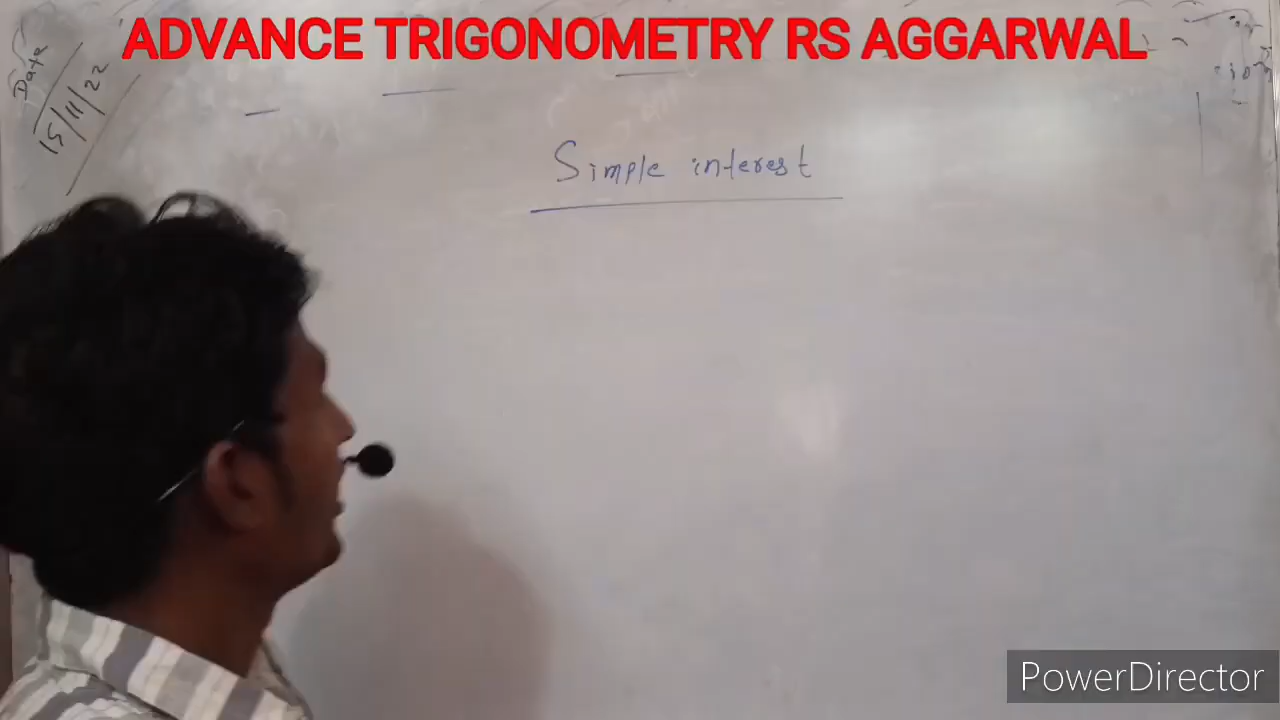 ADVANCE TRIGONOMETRY RS AGGARWAL
Date
15/11/22
Simple interest
PowerDirector